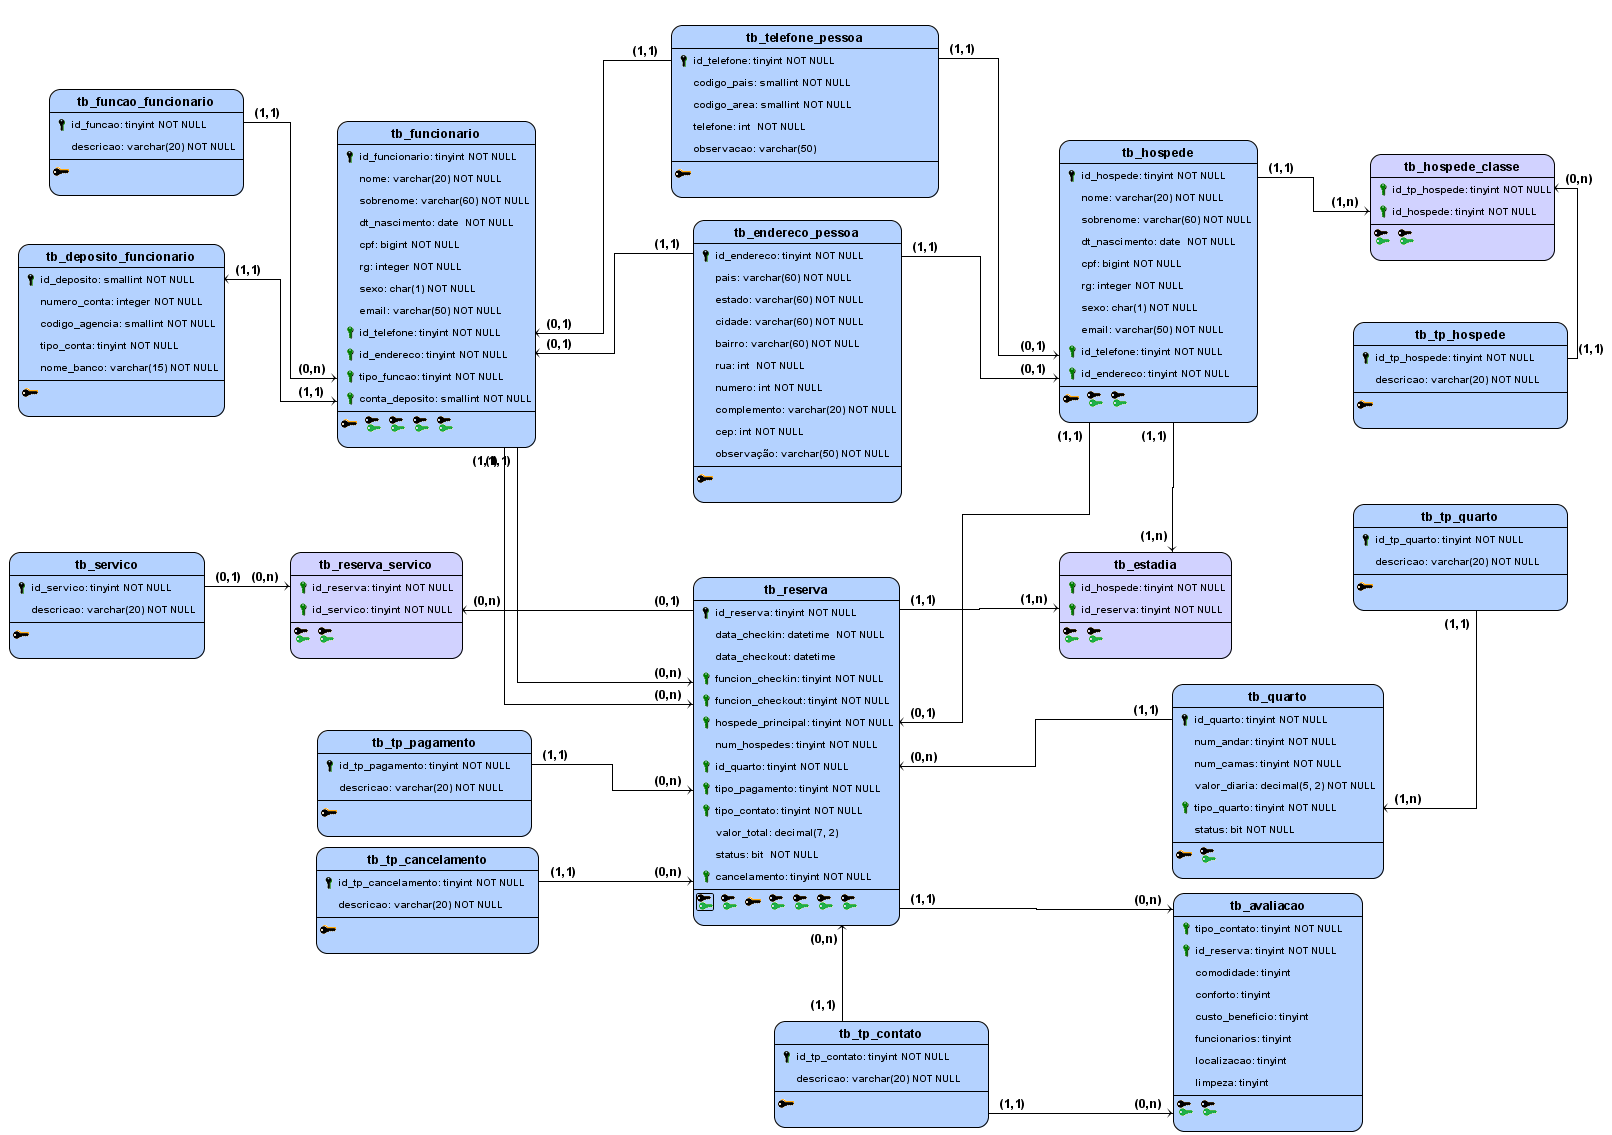 tb_telefone_pessoa
id_telefone: tinyint NOT NULL
codigo_pais: smallint NOT NULL
codigo_area: smallint NOT NULL
telefone: int NOT NULL
observacao: varchar(50)
(1,1)
(1,1)
tb_funcao_funcionario
id_funcao: tinyint NOT NULL
descricao: varchar(20) NOT NULL
(1,1)
tb_funcionario
id_funcionario: tinyint NOT NULL
nome: varchar(20) NOT NULL
sobrenome: varchar(60) NOT NULL
dt_nascimento: date NOT NULL
cpf: bigint NOT NULL
rg: integer NOT NULL
sexo: char(1) NOT NULL
email: varchar(50) NOT NULL
id_telefone: tinyint NOT NULL
id_endereco: tinyint NOT NULL
tipo_funcao: tinyint NOT NULL
conta_deposito: smallint NOT NULL
(0,1)
(0,1)
(0,n)
(1,1)
(1,1)
tb_hospede
id_hospede: tinyint NOT NULL
nome: varchar(20) NOT NULL
sobrenome: varchar(60) NOT NULL
dt_nascimento: date NOT NULL
cpf: bigint NOT NULL
rg: integer NOT NULL
sexo: char(1) NOT NULL
email: varchar(50) NOT NULL
id_telefone: tinyint NOT NULL
id_endereco: tinyint NOT NULL
(1,1)
(0,1)
(0,1)
(1,1)
(1,1)
tb_hospede_classe
id_tp_hospede: tinyint NOT NULL
id_hospede: tinyint NOT NULL
(1,n)
(0,n)
tb_deposito_funcionario
id_deposito: smallint NOT NULL
numero_conta: integer NOT NULL
codigo_agencia: smallint NOT NULL
tipo_conta: tinyint NOT NULL
nome_banco: varchar(15) NOT NULL
(1,1)
tb_endereco_pessoa
id_endereco: tinyint NOT NULL
pais: varchar(60) NOT NULL
estado: varchar(60) NOT NULL
cidade: varchar(60) NOT NULL
bairro: varchar(60) NOT NULL
rua: int NOT NULL
numero: int NOT NULL
complemento: varchar(20) NOT NULL
cep: int NOT NULL
observação: varchar(50) NOT NULL
(1,1)
(1,1)
tb_tp_hospede
id_tp_hospede: tinyint NOT NULL
descricao: varchar(20) NOT NULL
(1,1)
tb_tp_quarto
id_tp_quarto: tinyint NOT NULL
descricao: varchar(20) NOT NULL
(1,1)
tb_servico
id_servico: tinyint NOT NULL
descricao: varchar(20) NOT NULL
(0,1)
(0,n)
tb_reserva_servico
id_reserva: tinyint NOT NULL
id_servico: tinyint NOT NULL
(0,n)
(0,1)
tb_reserva
id_reserva: tinyint NOT NULL
data_checkin: datetime NOT NULL
data_checkout: datetime
funcion_checkin: tinyint NOT NULL
funcion_checkout: tinyint NOT NULL
hospede_principal: tinyint NOT NULL
num_hospedes: tinyint NOT NULL
id_quarto: tinyint NOT NULL
tipo_pagamento: tinyint NOT NULL
tipo_contato: tinyint NOT NULL
valor_total: decimal(7, 2)
status: bit NOT NULL
cancelamento: tinyint NOT NULL
(0,n)
(0,n)
(0,n)
(0,n)
(1,1)
(0,1)
(0,n)
(1,1)
(0,n)
tb_estadia
id_hospede: tinyint NOT NULL
id_reserva: tinyint NOT NULL
(1,n)
(1,n)
tb_quarto
id_quarto: tinyint NOT NULL
num_andar: tinyint NOT NULL
num_camas: tinyint NOT NULL
valor_diaria: decimal(5, 2) NOT NULL
tipo_quarto: tinyint NOT NULL
status: bit NOT NULL
(1,1)
(1,n)
tb_tp_pagamento
id_tp_pagamento: tinyint NOT NULL
descricao: varchar(20) NOT NULL
(1,1)
tb_tp_cancelamento
id_tp_cancelamento: tinyint NOT NULL
descricao: varchar(20) NOT NULL
(1,1)
tb_avaliacao
tipo_contato: tinyint NOT NULL
id_reserva: tinyint NOT NULL
comodidade: tinyint
conforto: tinyint
custo_beneficio: tinyint
funcionarios: tinyint
localizacao: tinyint
limpeza: tinyint
(0,n)
(0,n)
tb_tp_contato
id_tp_contato: tinyint NOT NULL
descricao: varchar(20) NOT NULL
(1,1)
(1,1)